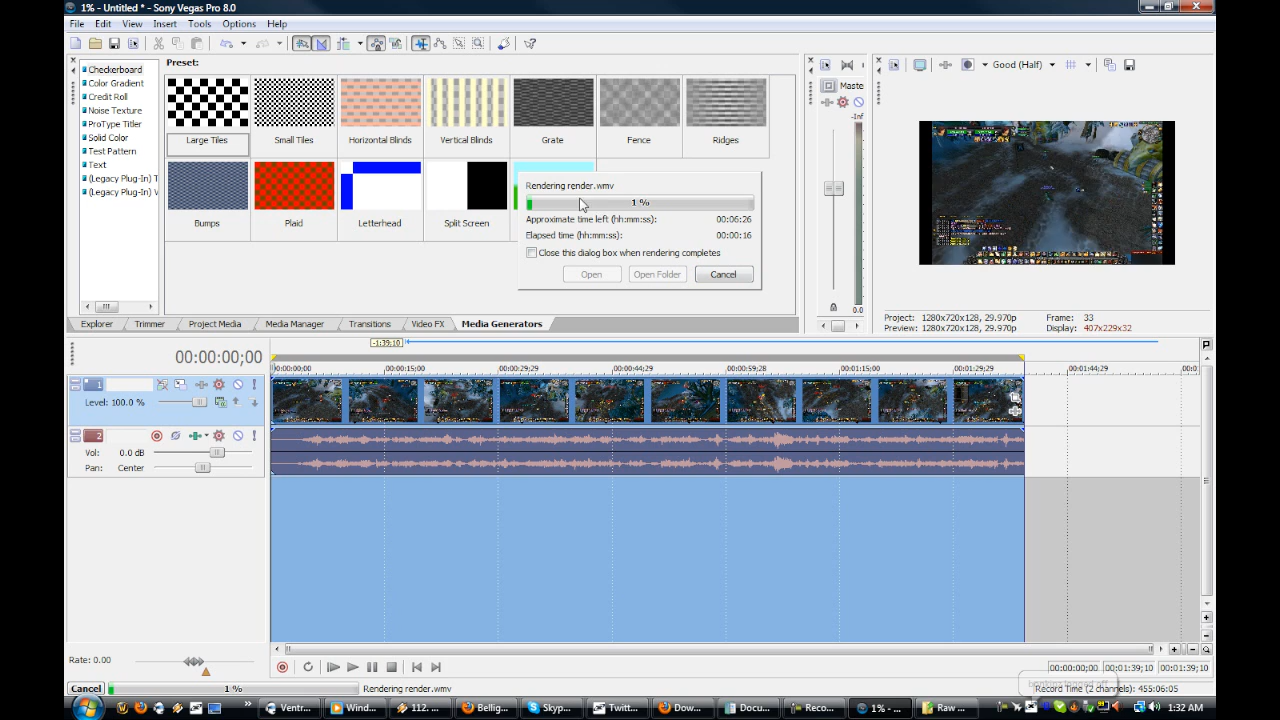 1% - Untitled * - Sony Vegas Pro 8.0
File Edit View Insert Tools Options Help
Checkerboard
Color Gradient
Credit Roll
Noise Texture
ProType Titler
Solid Color
Test Pattern
Text
(Legacy Plug-In) T
(Legacy Plug-In) V
Preset:
Large Tiles Small Tiles Horizontal Blinds Vertical Blinds Grate Fence Ridges
Bumps Plaid Letterhead Split Screen
Rendering render.wmv
1 %
Approximate time left (hh:mm:ss): 00:06:26
Elapsed time (hh:mm:ss): 00:00:16
Close this dialog box when rendering completes
Open Open Folder Cancel
Explorer Trimmer Project Media Media Manager Transitions Video FX Media Generators
Maste
-Inf
0.0
Good (Half)
Project: 1280x720x128, 29.970p Frame: 33
Preview: 1280x720x128, 29.970p Display: 407x229x32
-1:39;10
00:00:00;00
00:00:00;00 00:00:15;00 00:00:29;29 00:00:44;29 00:00:59;28 00:01:15;00 00:01:29;29 00:01:44;29 00:0
1
Level: 100.0 %
2
Vol: 0.0 dB
Pan: Center
Rate: 0.00
00:00:00;00 00:01:39;10 00:01:39;10
Cancel 1 % Rendering render.wmv
Record Time (2 channels): 455:06:05
Ventr... Wind... 112. ... Bellig... Skyp... Twitt... Dow... Docu... Reco... 1% - ... Raw ... 1:32 AM